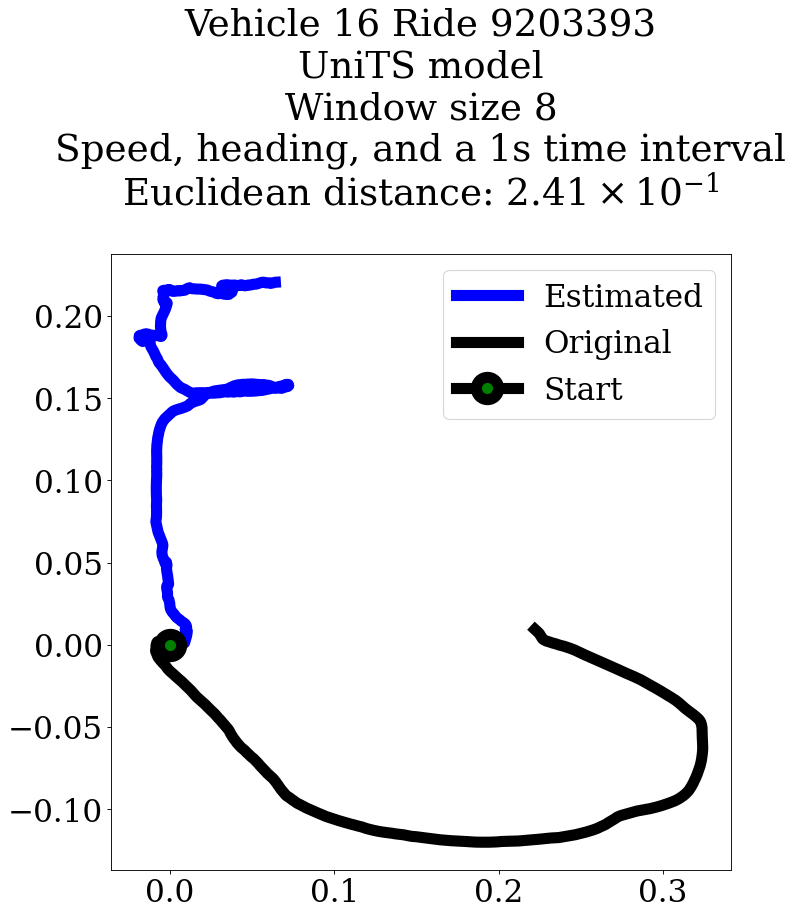 Vehicle 16 Ride 9203393
UniTS model
Window size 8
Speed, heading, and a 1s time interval
Euclidean distance: 2.41 × 10⁻¹
Estimated
Original
Start
0.20
0.15
0.10
0.05
0.00
−0.05
−0.10
0.0 0.1 0.2 0.3